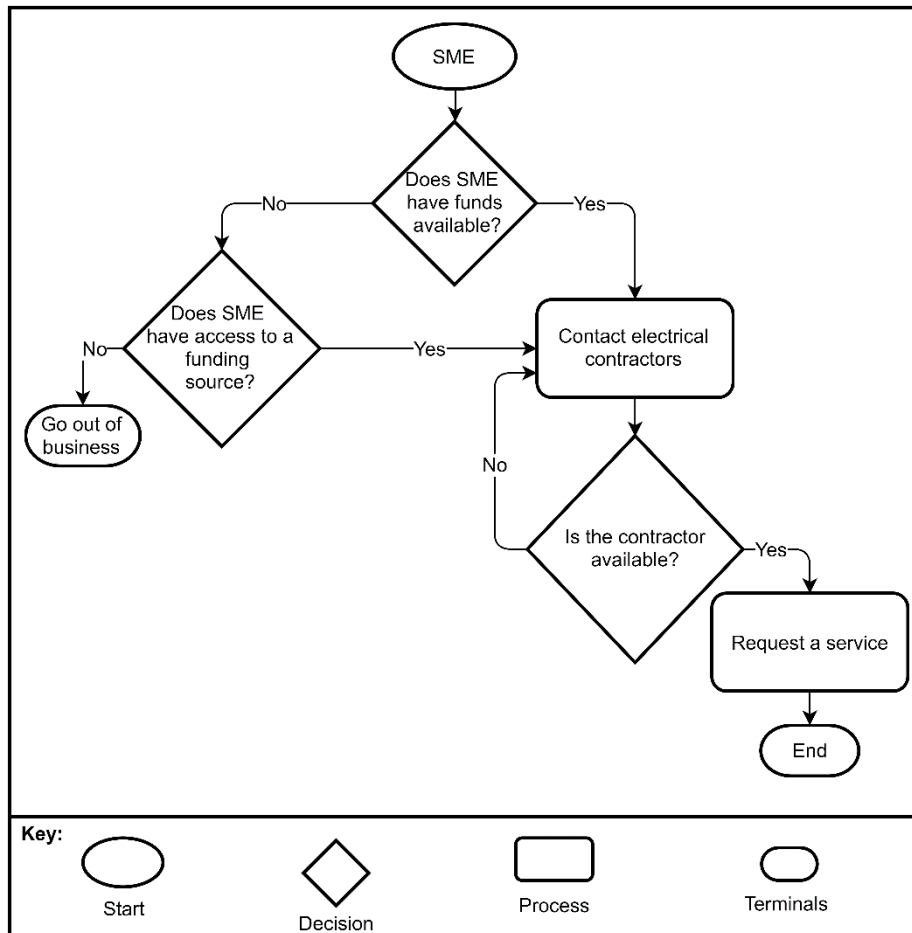 SME
Does SME
have funds
available?
No
Yes
Does SME
have access to a
funding
source?
No
Yes
Contact electrical
contractors
Go out of
business
No
Is the contractor
available?
Yes
Request a service
End
Key:
Start
Decision
Process
Terminals